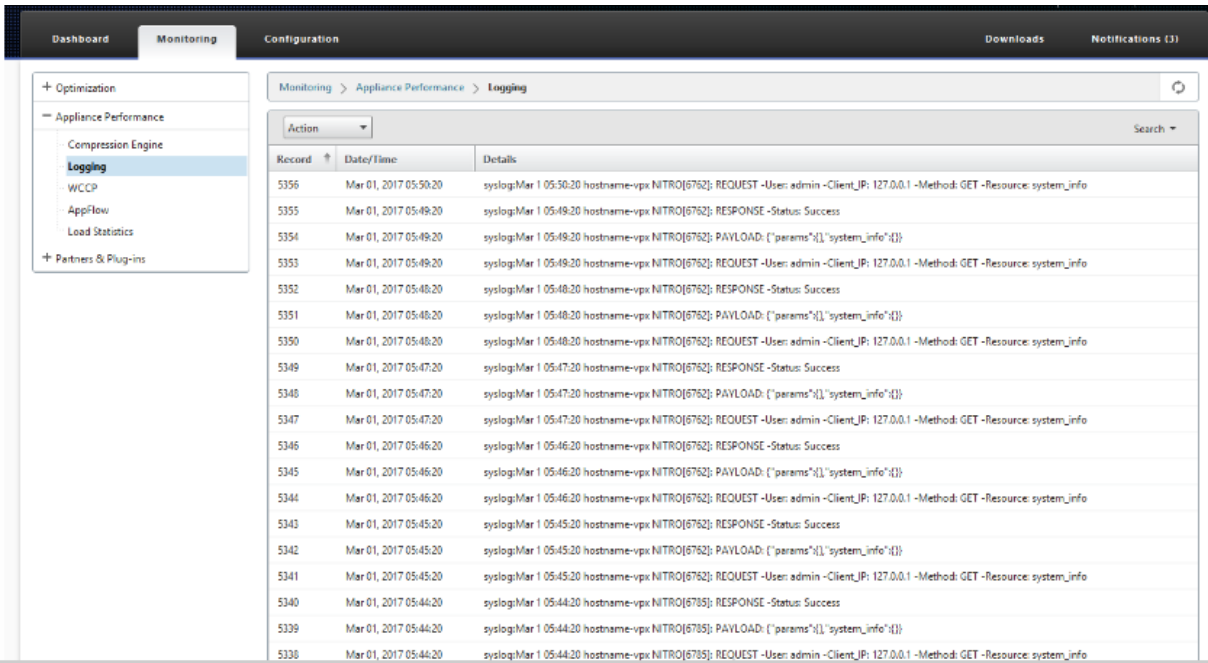 Dashboard Monitoring Configuration Downloads Notifications (3)
+ Optimization
− Appliance Performance
Compression Engine
Logging
WCCP
AppFlow
Load Statistics
+ Partners & Plug-ins
Monitoring > Appliance Performance > Logging
Action Search
Record Date/Time Details
5356 Mar 01, 2017 05:50:20 syslog:Mar 1 05:50:20 hostname-vpx NITRO[6762]: REQUEST -User: admin -Client_IP: 127.0.0.1 -Method: GET -Resource: system_info
5355 Mar 01, 2017 05:49:20 syslog:Mar 1 05:49:20 hostname-vpx NITRO[6762]: RESPONSE -Status: Success
5354 Mar 01, 2017 05:49:20 syslog:Mar 1 05:49:20 hostname-vpx NITRO[6762]: PAYLOAD: {"params":{},"system_info":{}}
5353 Mar 01, 2017 05:49:20 syslog:Mar 1 05:49:20 hostname-vpx NITRO[6762]: REQUEST -User: admin -Client_IP: 127.0.0.1 -Method: GET -Resource: system_info
5352 Mar 01, 2017 05:48:20 syslog:Mar 1 05:48:20 hostname-vpx NITRO[6762]: RESPONSE -Status: Success
5351 Mar 01, 2017 05:48:20 syslog:Mar 1 05:48:20 hostname-vpx NITRO[6762]: PAYLOAD: {"params":{},"system_info":{}}
5350 Mar 01, 2017 05:48:20 syslog:Mar 1 05:48:20 hostname-vpx NITRO[6762]: REQUEST -User: admin -Client_IP: 127.0.0.1 -Method: GET -Resource: system_info
5349 Mar 01, 2017 05:47:20 syslog:Mar 1 05:47:20 hostname-vpx NITRO[6762]: RESPONSE -Status: Success
5348 Mar 01, 2017 05:47:20 syslog:Mar 1 05:47:20 hostname-vpx NITRO[6762]: PAYLOAD: {"params":{},"system_info":{}}
5347 Mar 01, 2017 05:47:20 syslog:Mar 1 05:47:20 hostname-vpx NITRO[6762]: REQUEST -User: admin -Client_IP: 127.0.0.1 -Method: GET -Resource: system_info
5346 Mar 01, 2017 05:46:20 syslog:Mar 1 05:46:20 hostname-vpx NITRO[6762]: RESPONSE -Status: Success
5345 Mar 01, 2017 05:46:20 syslog:Mar 1 05:46:20 hostname-vpx NITRO[6762]: PAYLOAD: {"params":{},"system_info":{}}
5344 Mar 01, 2017 05:46:20 syslog:Mar 1 05:46:20 hostname-vpx NITRO[6762]: REQUEST -User: admin -Client_IP: 127.0.0.1 -Method: GET -Resource: system_info
5343 Mar 01, 2017 05:45:20 syslog:Mar 1 05:45:20 hostname-vpx NITRO[6762]: RESPONSE -Status: Success
5342 Mar 01, 2017 05:45:20 syslog:Mar 1 05:45:20 hostname-vpx NITRO[6762]: PAYLOAD: {"params":{},"system_info":{}}
5341 Mar 01, 2017 05:45:20 syslog:Mar 1 05:45:20 hostname-vpx NITRO[6762]: REQUEST -User: admin -Client_IP: 127.0.0.1 -Method: GET -Resource: system_info
5340 Mar 01, 2017 05:44:20 syslog:Mar 1 05:44:20 hostname-vpx NITRO[6785]: RESPONSE -Status: Success
5339 Mar 01, 2017 05:44:20 syslog:Mar 1 05:44:20 hostname-vpx NITRO[6785]: PAYLOAD: {"params":{},"system_info":{}}
5338 Mar 01, 2017 05:44:20 syslog:Mar 1 05:44:20 hostname-vpx NITRO[6785]: REQUEST -User: admin -Client_IP: 127.0.0.1 -Method: GET -Resource: system_info